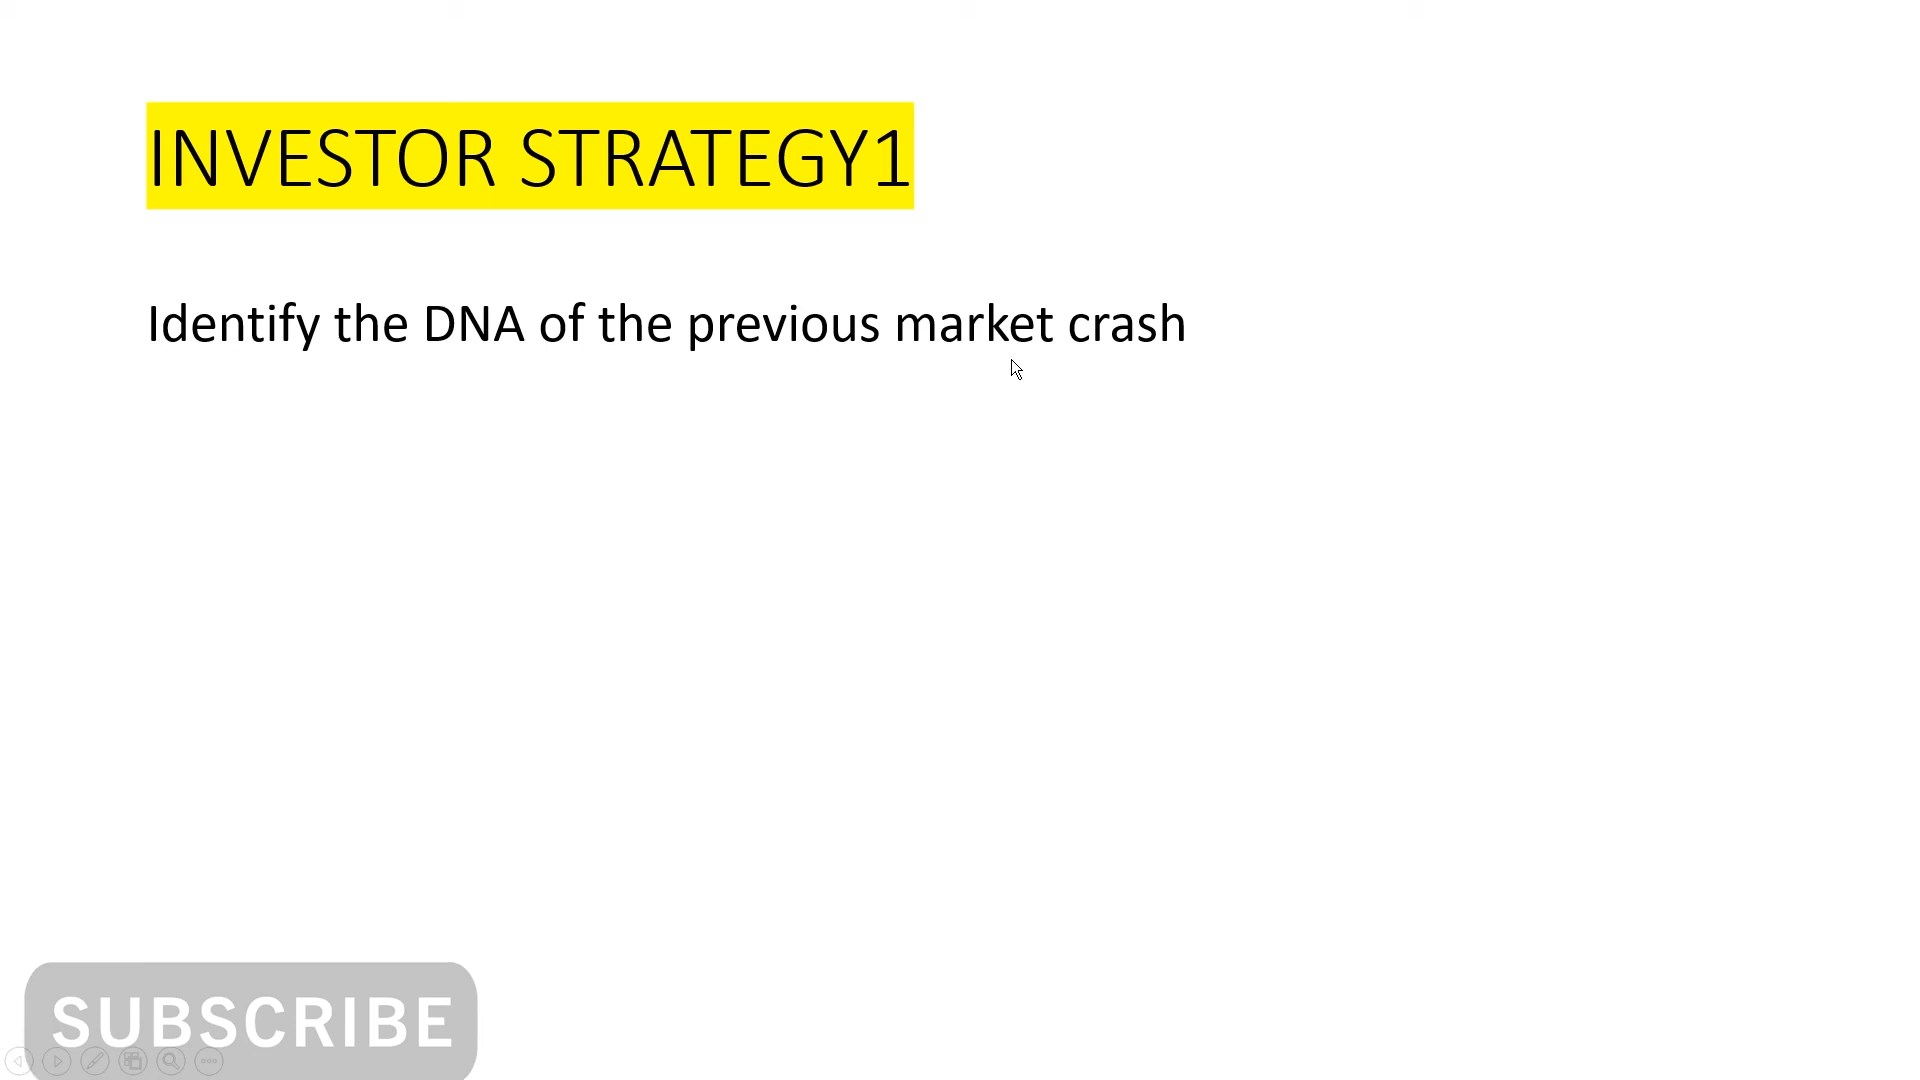 INVESTOR STRATEGY1
Identify the DNA of the previous market crash
SUBSCRIBE